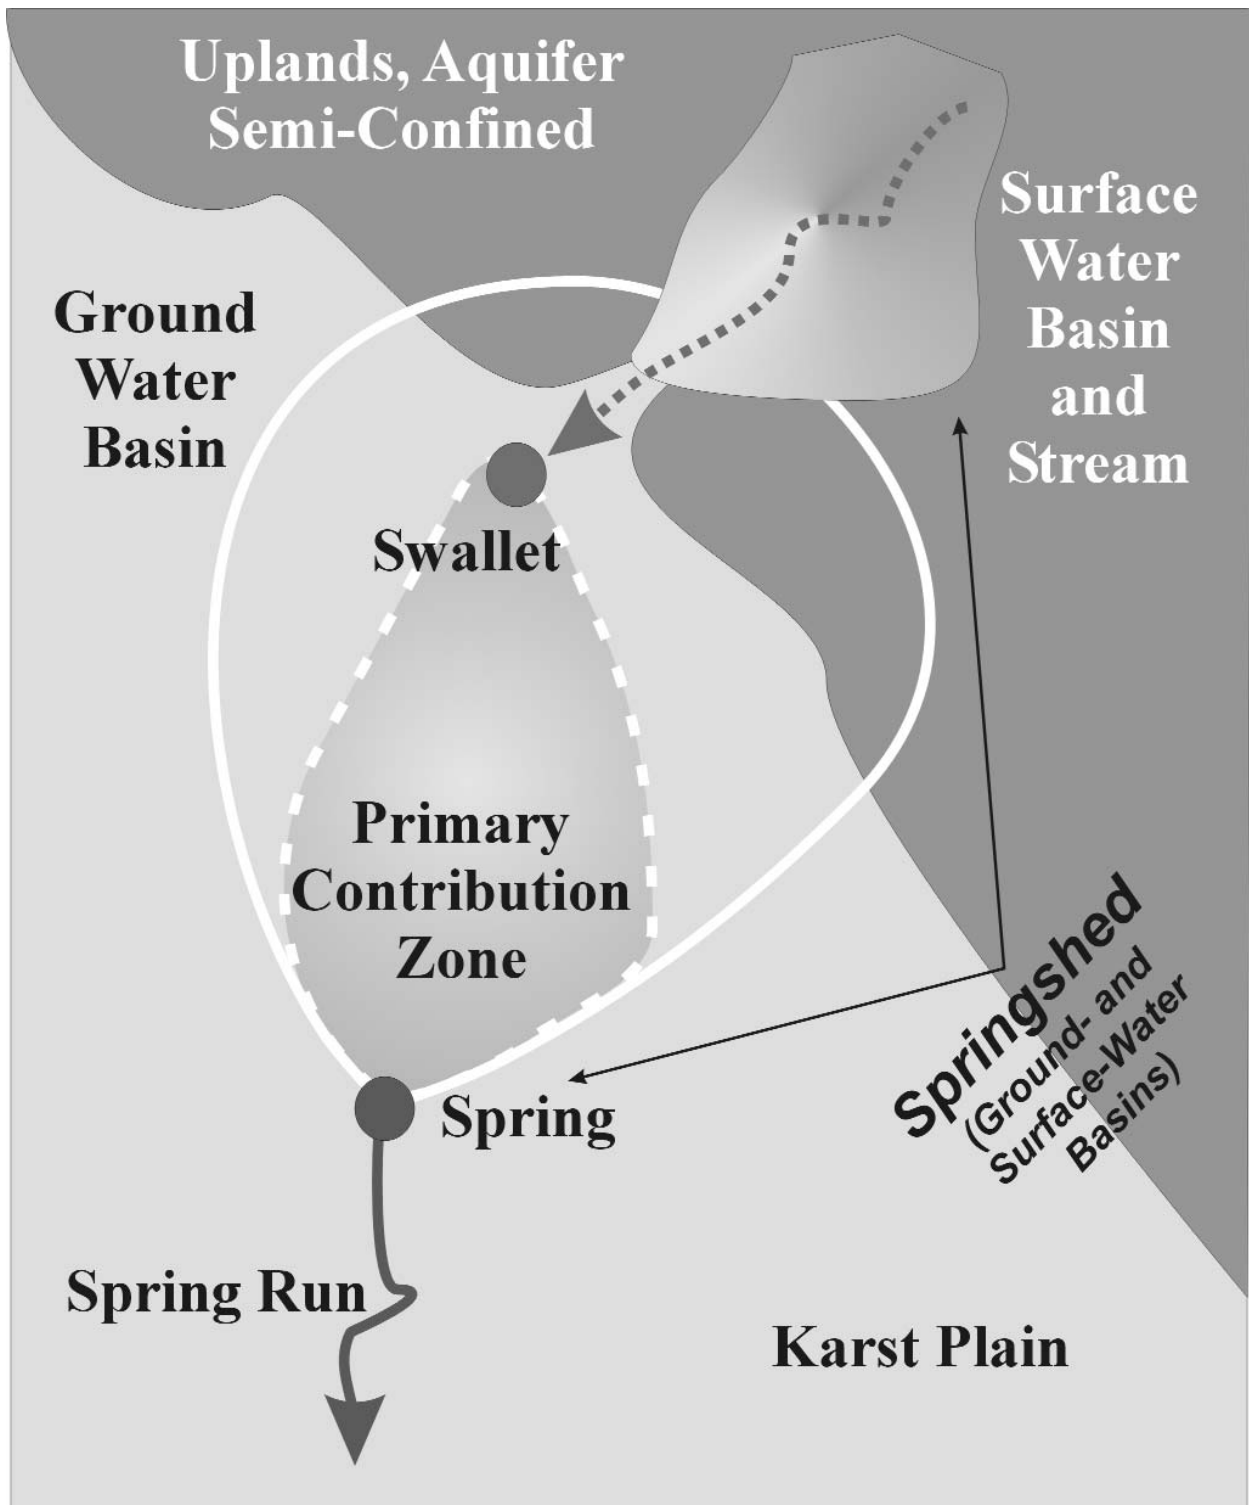 Uplands, Aquifer
Semi-Confined
Surface
Water
Basin
and
Stream
Ground
Water
Basin
Swallet
Primary
Contribution
Zone
Springshed
(Ground- and
Surface-Water
Basins)
Spring
Spring Run
Karst Plain